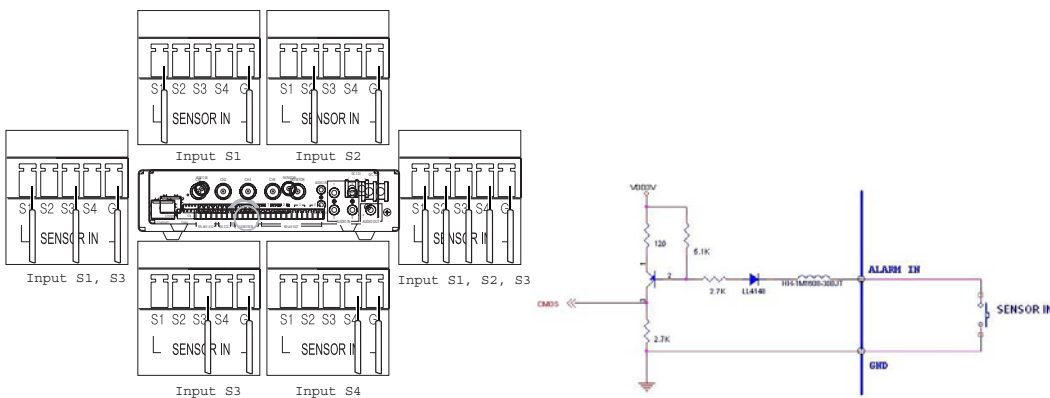 S1 S2 S3 S4 G
SENSOR IN
Input S1
S1 S2 S3 S4 G
SENSOR IN
Input S2
S1 S2 S3 S4 G
SENSOR IN
Input S1, S3
S1 S2 S3 S4 G
SENSOR IN
Input S1, S2, S3
S1 S2 S3 S4 G
SENSOR IN
Input S3
S1 S2 S3 S4 G
SENSOR IN
Input S4
120
5.1K
1
2
3
2.7K
LL4148
ALARM IN
CMOS
2.7K
SENSOR IN
GND